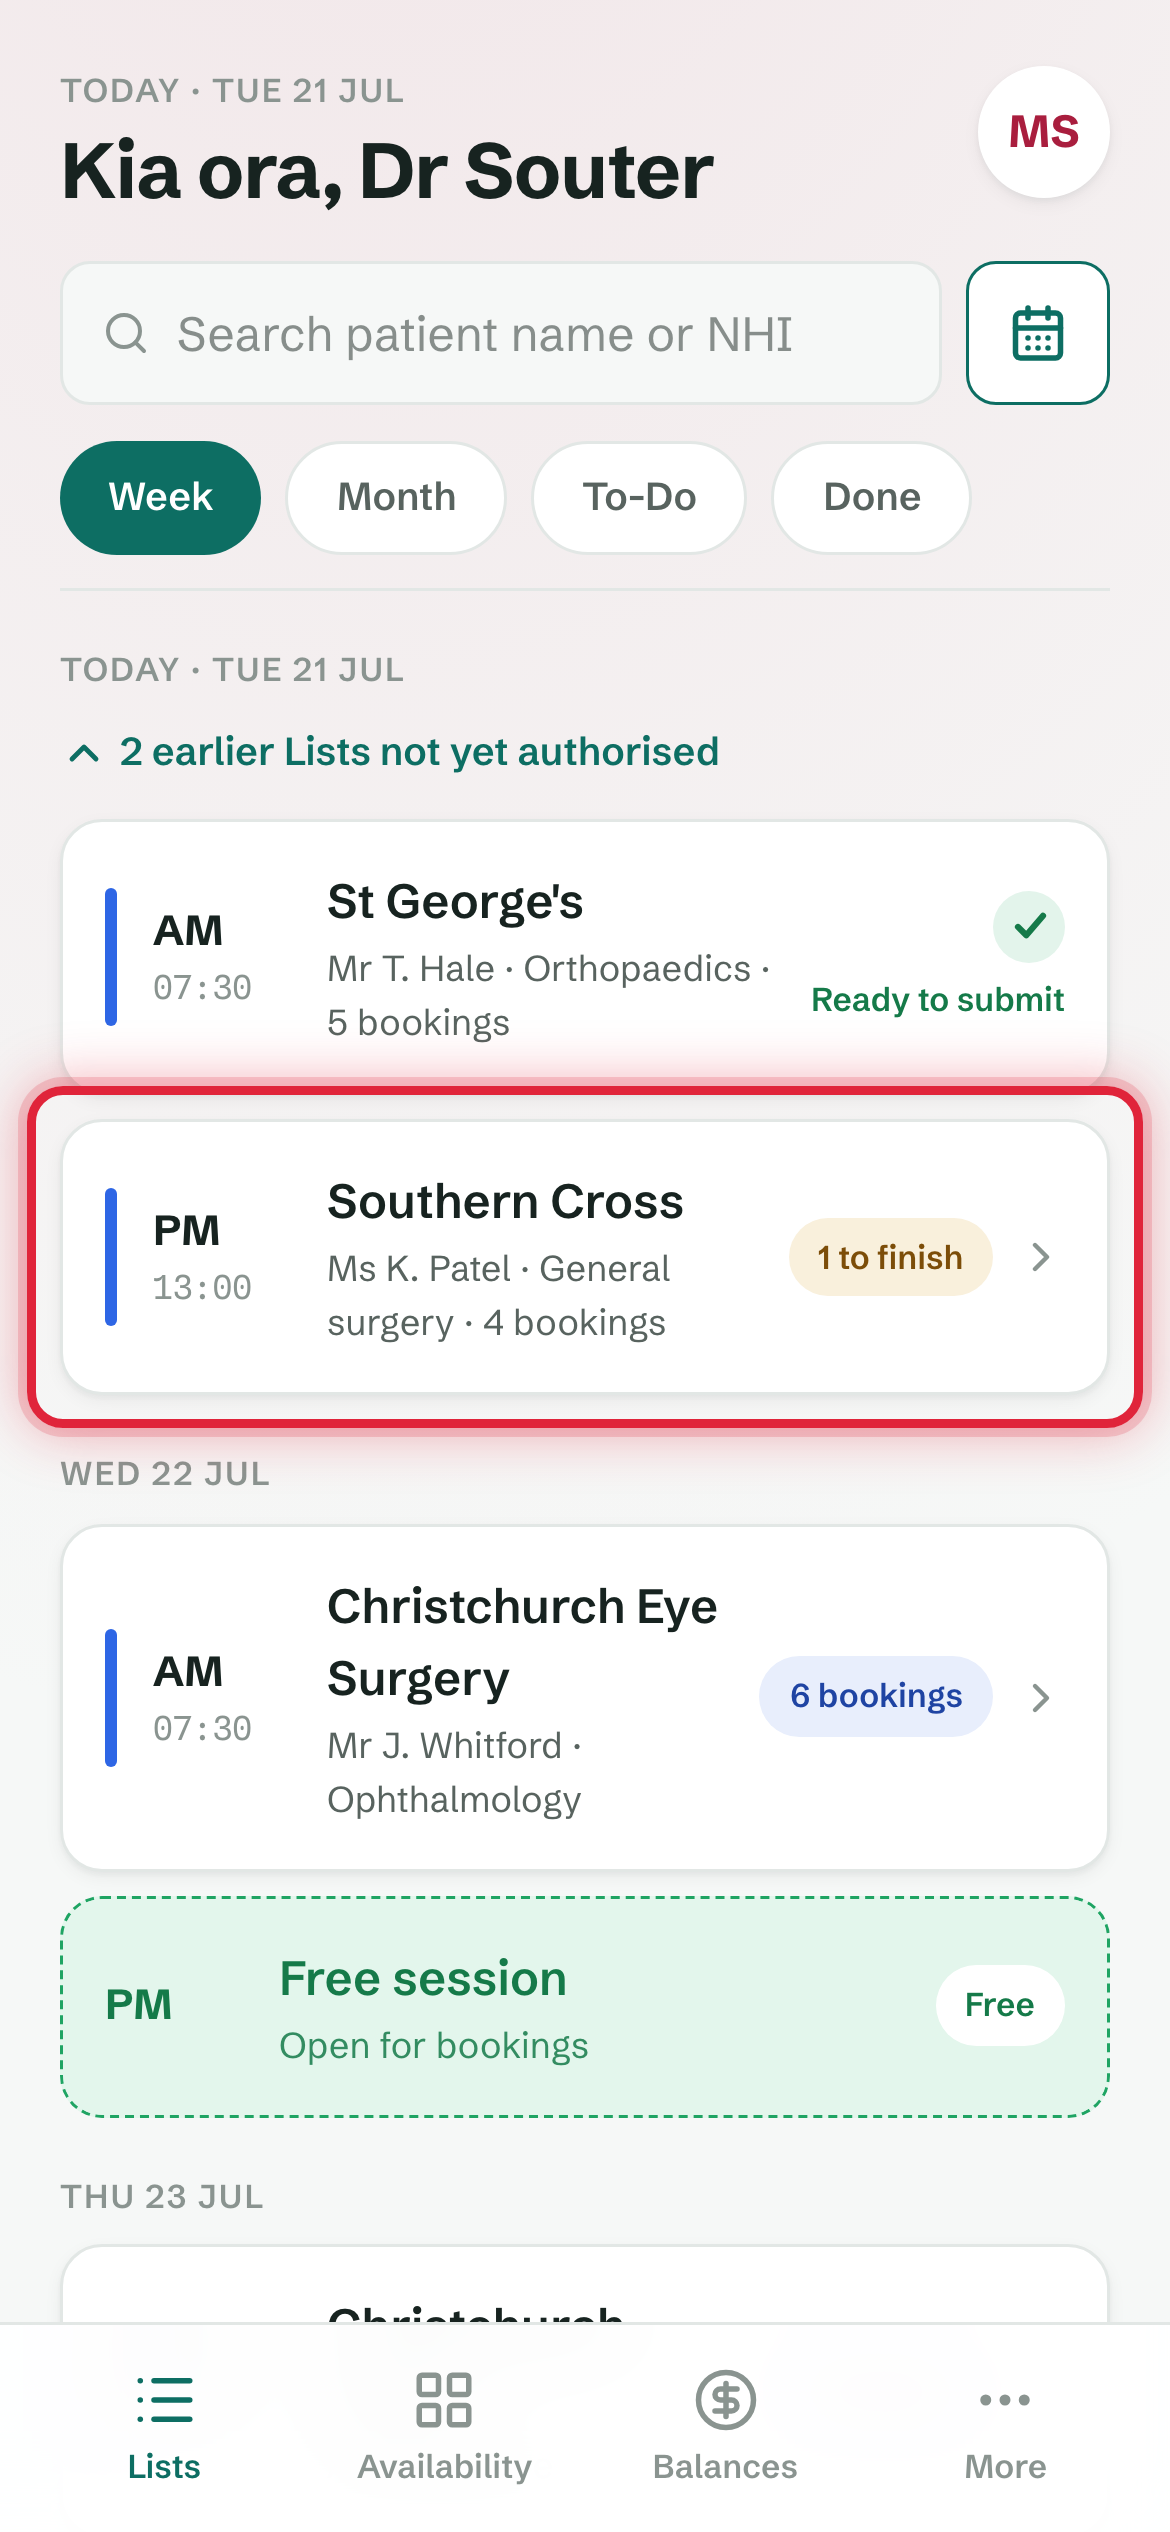 TODAY · TUE 21 JUL
Kia ora, Dr Souter
MS
Search patient name or NHI
Week
Month
To-Do
Done
TODAY · TUE 21 JUL
2 earlier Lists not yet authorised
AM
07:30
St George's
Mr T. Hale · Orthopaedics ·
5 bookings
Ready to submit
PM
13:00
Southern Cross
Ms K. Patel · General
surgery · 4 bookings
1 to finish
WED 22 JUL
AM
07:30
Christchurch Eye
Surgery
Mr J. Whitford ·
Ophthalmology
6 bookings
PM
Free session
Open for bookings
Free
THU 23 JUL
Christchurch
Lists
Availability
Balances
More